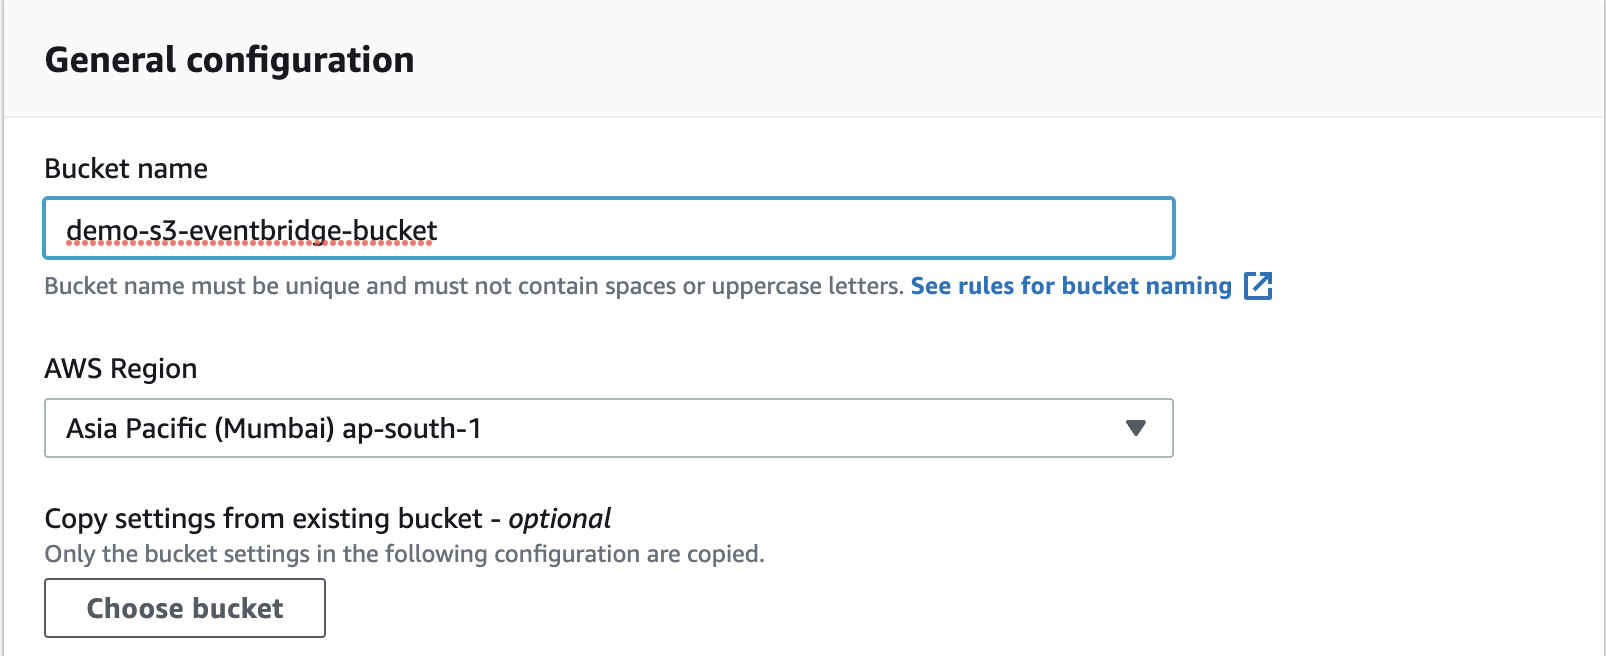 General configuration
Bucket name
demo-s3-eventbridge-bucket
Bucket name must be unique and must not contain spaces or uppercase letters. See rules for bucket naming
AWS Region
Asia Pacific (Mumbai) ap-south-1
Copy settings from existing bucket - optional
Only the bucket settings in the following configuration are copied.
Choose bucket